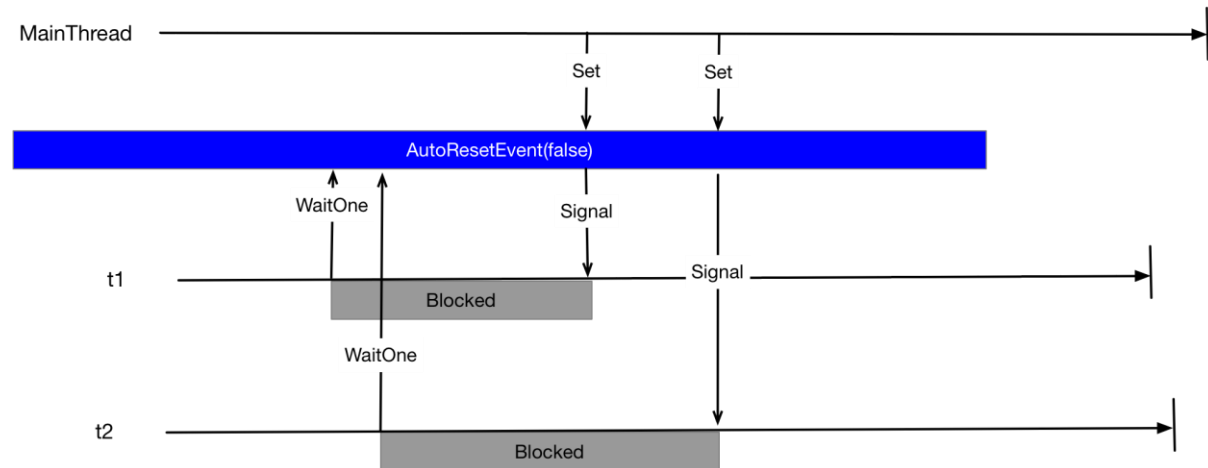 MainThread
Set
Set
AutoResetEvent(false)
WaitOne
Signal
t1
Signal
Blocked
WaitOne
t2
Blocked